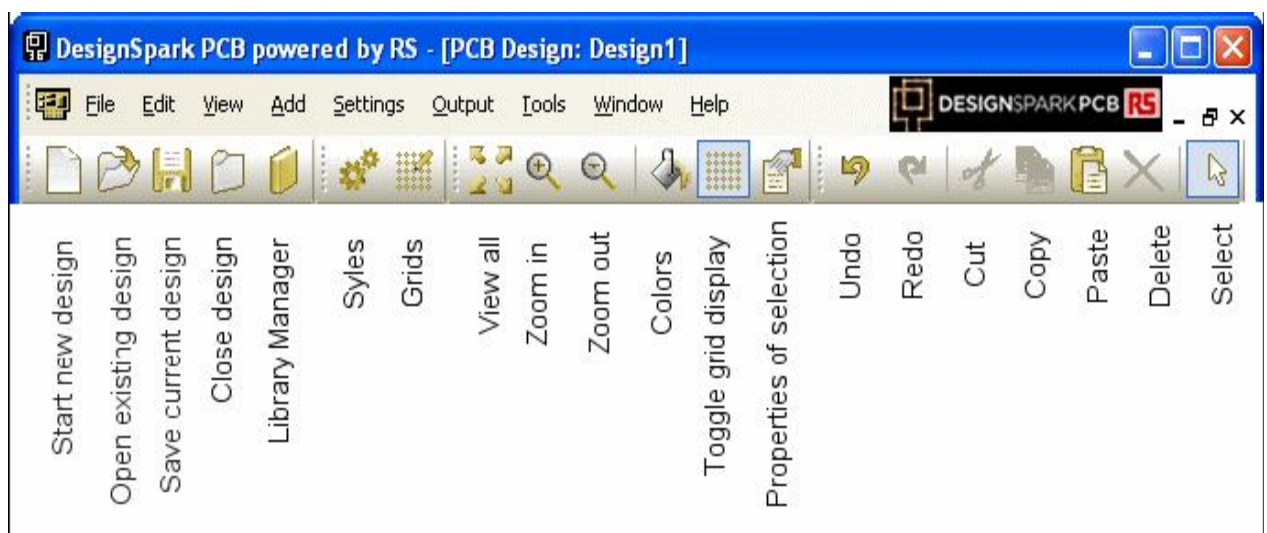 DesignSpark PCB powered by RS - [PCB Design: Design1]
File Edit View Add Settings Output Tools Window Help
DESIGNSPARK PCB RS
Start new design
Open existing design
Save current design
Close design
Library Manager
Syles
Grids
View all
Zoom in
Zoom out
Colors
Toggle grid display
Properties of selection
Undo
Redo
Cut
Copy
Paste
Delete
Select